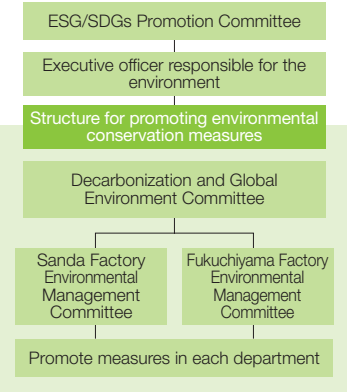 ESG/SDGs Promotion Committee
Executive officer responsible for the
environment
Structure for promoting environmental
conservation measures
Decarbonization and Global
Environment Committee
Sanda Factory
Environmental
Management
Committee
Fukuchiyama Factory
Environmental
Management
Committee
Promote measures in each department